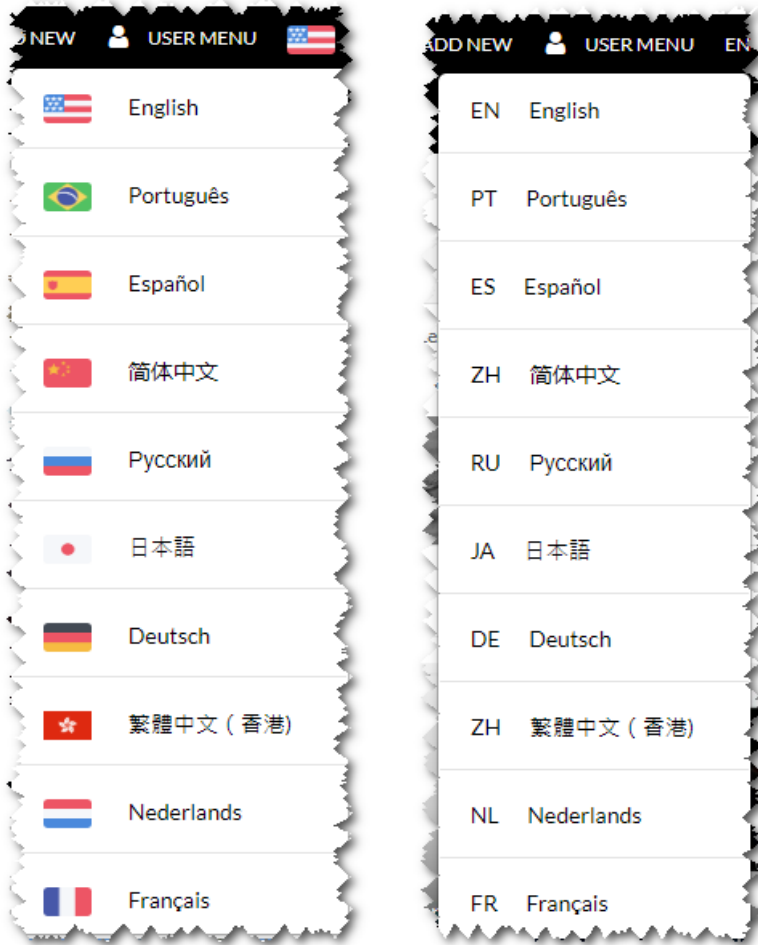 NEW USER MENU
English
Português
Español
简体中文
Русский
日本語
Deutsch
繁體中文（香港)
Nederlands
Français
ADD NEW USER MENU EN
EN English
PT Português
ES Español
ZH 简体中文
RU Русский
JA 日本語
DE Deutsch
ZH 繁體中文（香港)
NL Nederlands
FR Français